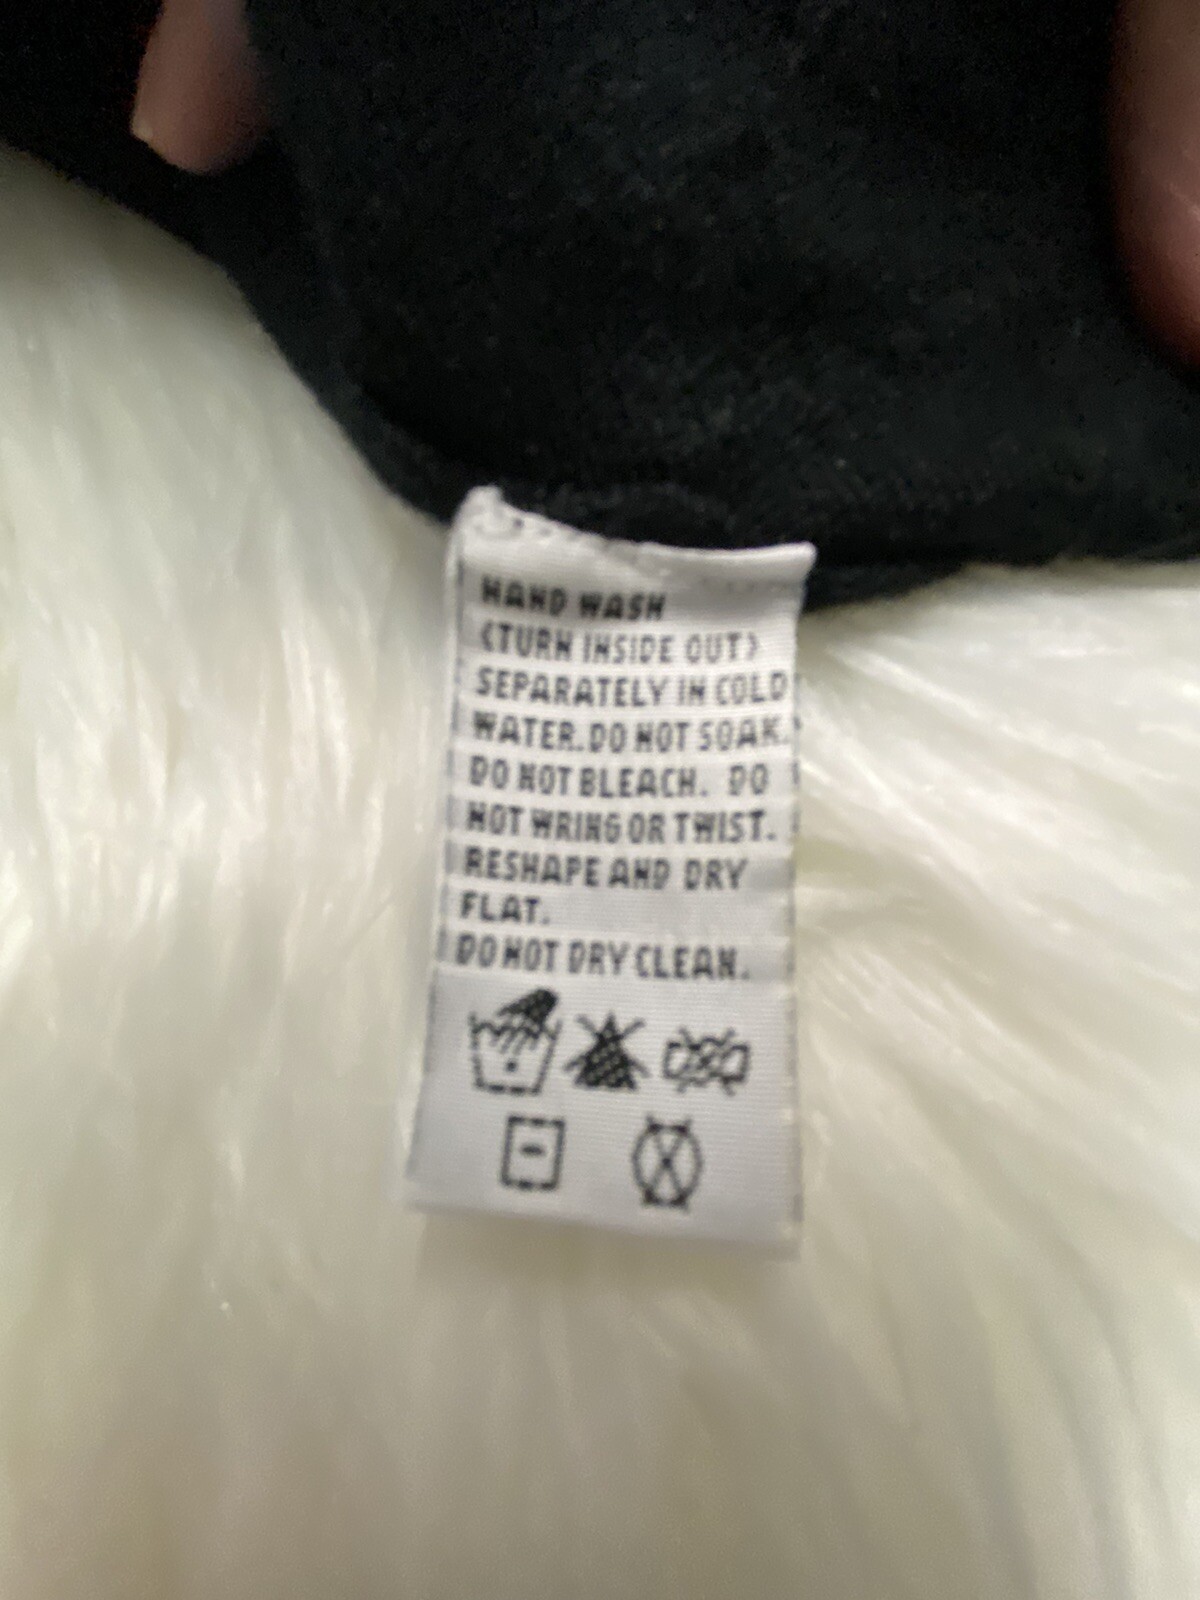 HAND WASH
(TURN INSIDE OUT)
SEPARATELY IN COLD
WATER. DO NOT SOAK.
DO NOT BLEACH. DO
NOT WRING OR TWIST.
RESHAPE AND DRY
FLAT.
DO NOT DRY CLEAN.